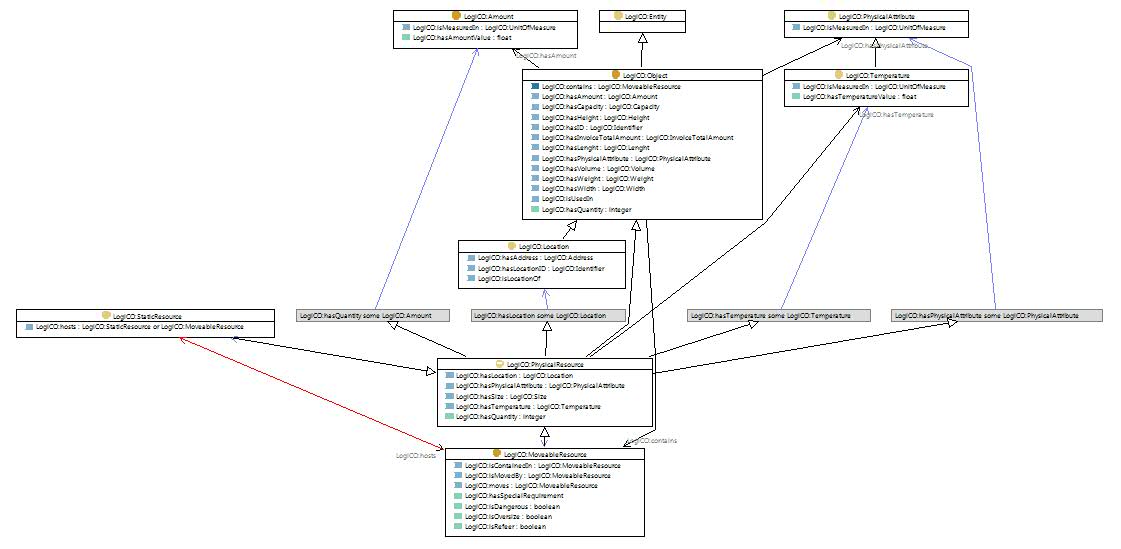 LogiCO:Amount
LogiCO:isMeasuredIn : LogiCO:UnitOfMeasure
LogiCO:hasAmountValue : float
LogiCO:Entity
LogiCO:PhysicalAttribute
LogiCO:isMeasuredIn : LogiCO:UnitOfMeasure
LogiCO:hasAmount
LogiCO:hasPhysicalAttribute
LogiCO:Object
LogiCO:contains : LogiCO:MoveableResource
LogiCO:hasAmount : LogiCO:Amount
LogiCO:hasCapacity : LogiCO:Capacity
LogiCO:hasHeight : LogiCO:Height
LogiCO:hasID : LogiCO:Identifier
LogiCO:hasInvoiceTotalAmount : LogiCO:InvoiceTotalAmount
LogiCO:hasLenght : LogiCO:Lenght
LogiCO:hasPhysicalAttribute : LogiCO:PhysicalAttribute
LogiCO:hasVolume : LogiCO:Volume
LogiCO:hasWeight : LogiCO:Weight
LogiCO:hasWidth : LogiCO:Width
LogiCO:isUsedIn
LogiCO:hasQuantity : integer
LogiCO:Temperature
LogiCO:isMeasuredIn : LogiCO:UnitOfMeasure
LogiCO:hasTemperatureValue : float
LogiCO:hasTemperature
LogiCO:Location
LogiCO:hasAddress : LogiCO:Address
LogiCO:hasLocationID : LogiCO:Identifier
LogiCO:isLocationOf
LogiCO:StaticResource
LogiCO:hosts : LogiCO:StaticResource or LogiCO:MoveableResource
LogiCO:hasQuantity some LogiCO:Amount
LogiCO:hasLocation some LogiCO:Location
LogiCO:hasTemperature some LogiCO:Temperature
LogiCO:hasPhysicalAttribute some LogiCO:PhysicalAttribute
LogiCO:PhysicalResource
LogiCO:hasLocation : LogiCO:Location
LogiCO:hasPhysicalAttribute : LogiCO:PhysicalAttribute
LogiCO:hasSize : LogiCO:Size
LogiCO:hasTemperature : LogiCO:Temperature
LogiCO:hasQuantity : integer
LogiCO:contains
LogiCO:hosts
LogiCO:MoveableResource
LogiCO:isContainedIn : LogiCO:MoveableResource
LogiCO:isMovedBy : LogiCO:MoveableResource
LogiCO:moves : LogiCO:MoveableResource
LogiCO:hasSpecialRequirement
LogiCO:isDangerous : boolean
LogiCO:isOversize : boolean
LogiCO:isRefeer : boolean